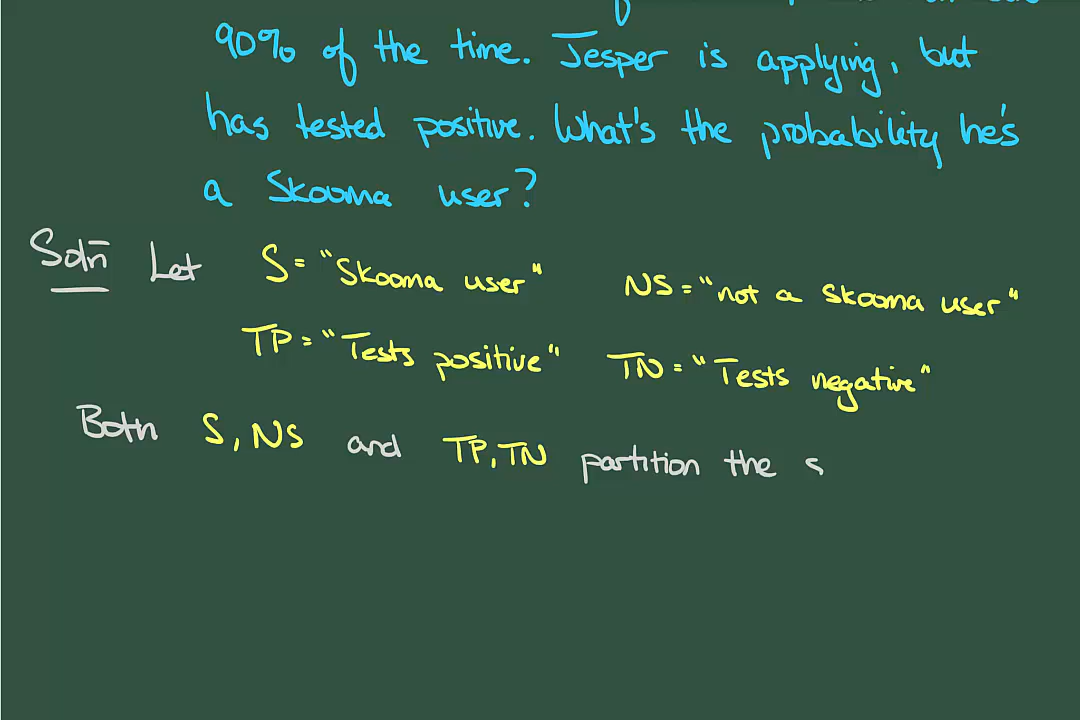 90% of the time. Jesper is applying, but
has tested positive. What's the probability he's
a Skooma user?
Soln Let S = "Skooma user" NS = "not a skooma user"
TP = "Tests positive" TN = "Tests negative"
Both S, NS and TP, TN partition the s